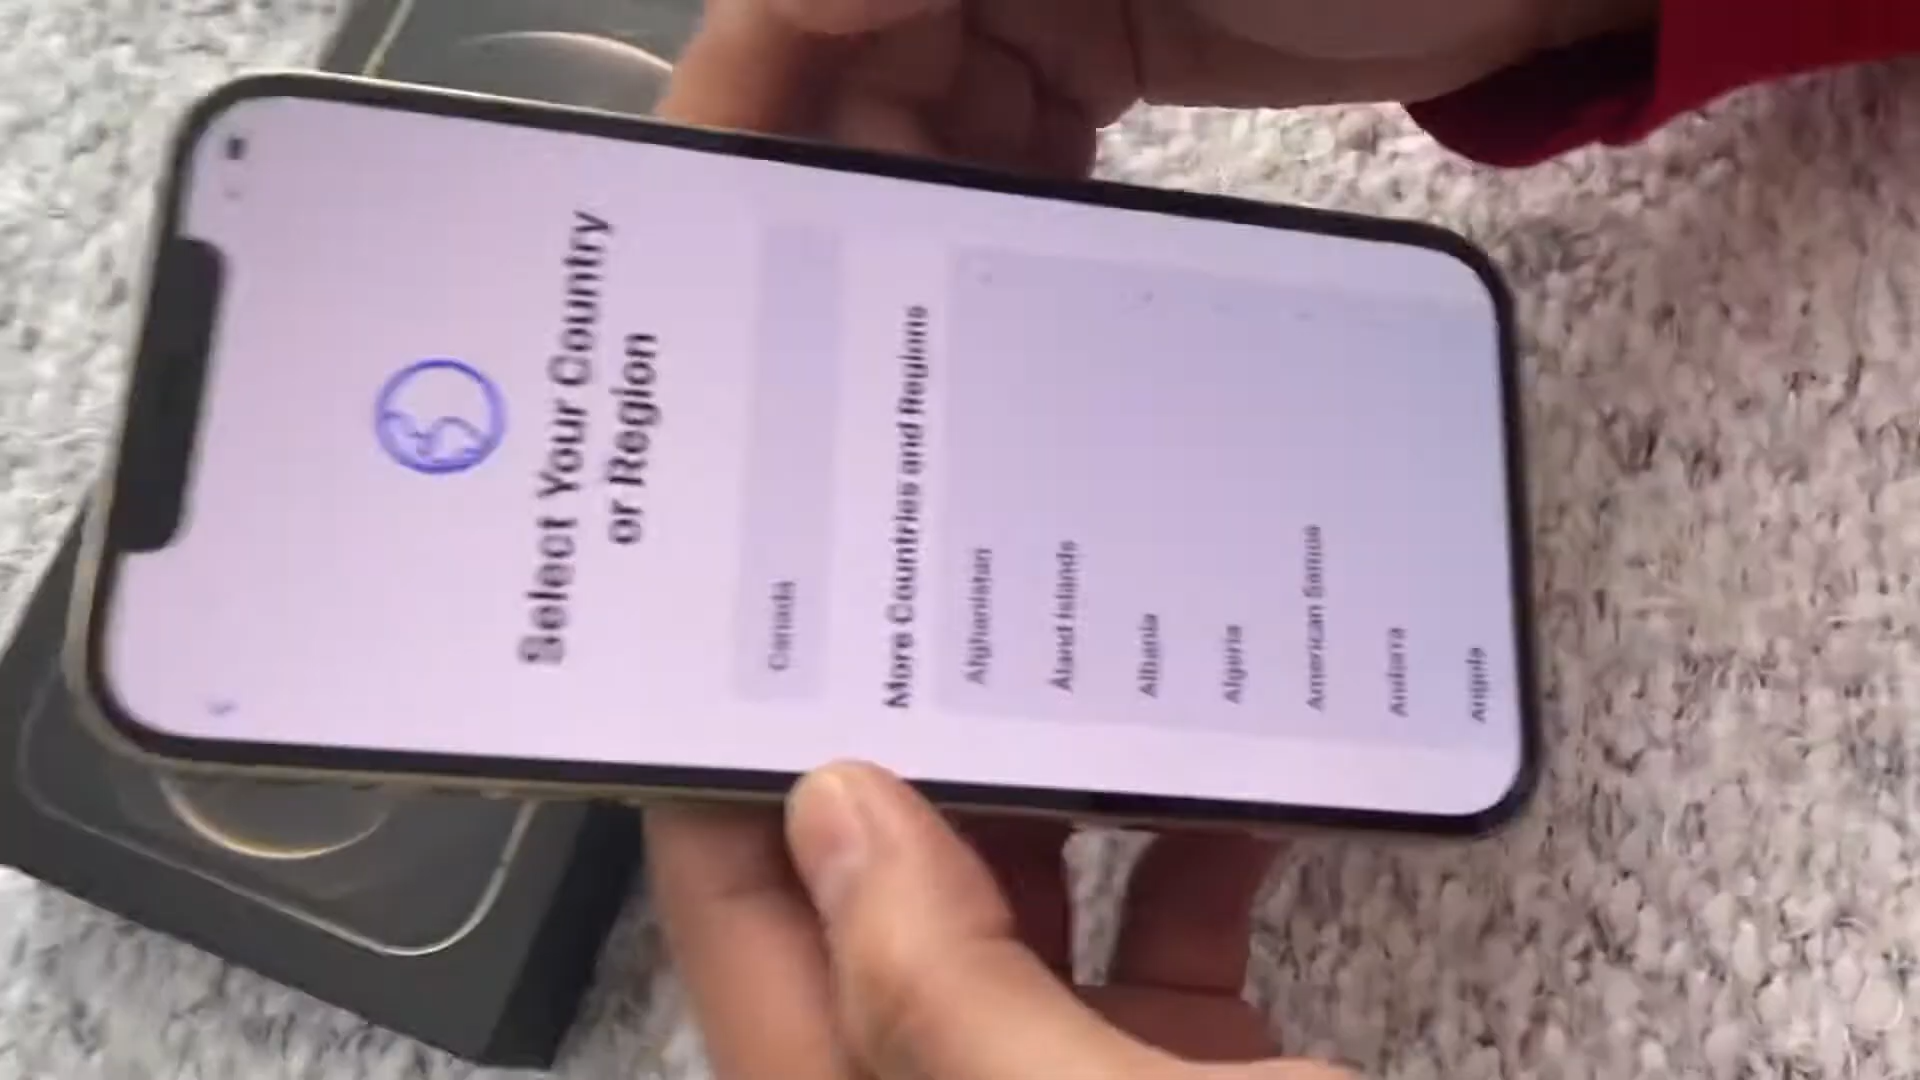 Select Your Country
or Region
Canada
More Countries and Regions
Afghanistan
Åland Islands
Albania
Algeria
American Samoa
Andorra
Angola